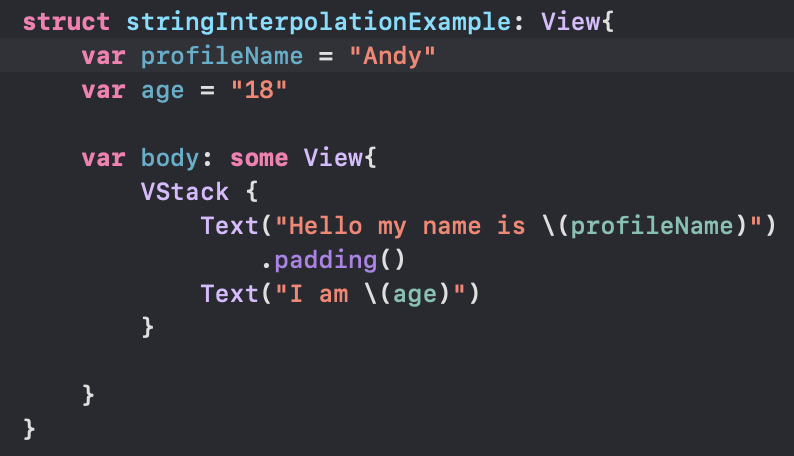 struct stringInterpolationExample: View{
    var profileName = "Andy"
    var age = "18"

    var body: some View{
        VStack {
            Text("Hello my name is \(profileName)")
                .padding()
            Text("I am \(age)")
        }

    }
}